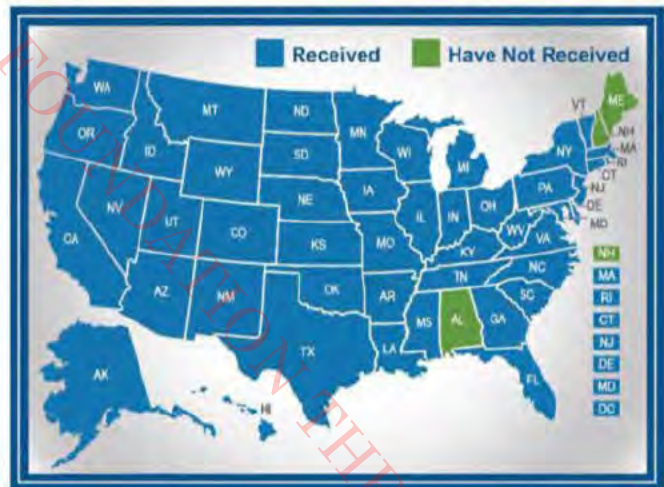 Received Have Not Received
WA
MT
ND
MN
VT
ME
OR
ID
SD
WI
MI
NY
NH
MA
RI
CT
WY
IA
PA
NJ
NV
NE
IL
IN
OH
DE
MD
UT
CO
CA
KS
MO
KY
WV
VA
NH
NC
MA
AZ
NM
OK
AR
TN
SC
RI
MS
AL
GA
CT
TX
LA
NJ
AK
FL
DE
HI
MD
DC
FOUNDATION THE